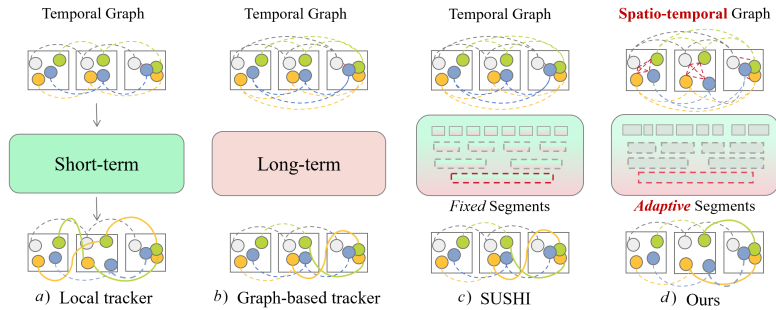 Temporal Graph
Temporal Graph
Temporal Graph
Spatio-temporal Graph
Short-term
Long-term
Fixed Segments
Adaptive Segments
a) Local tracker
b) Graph-based tracker
c) SUSHI
d) Ours